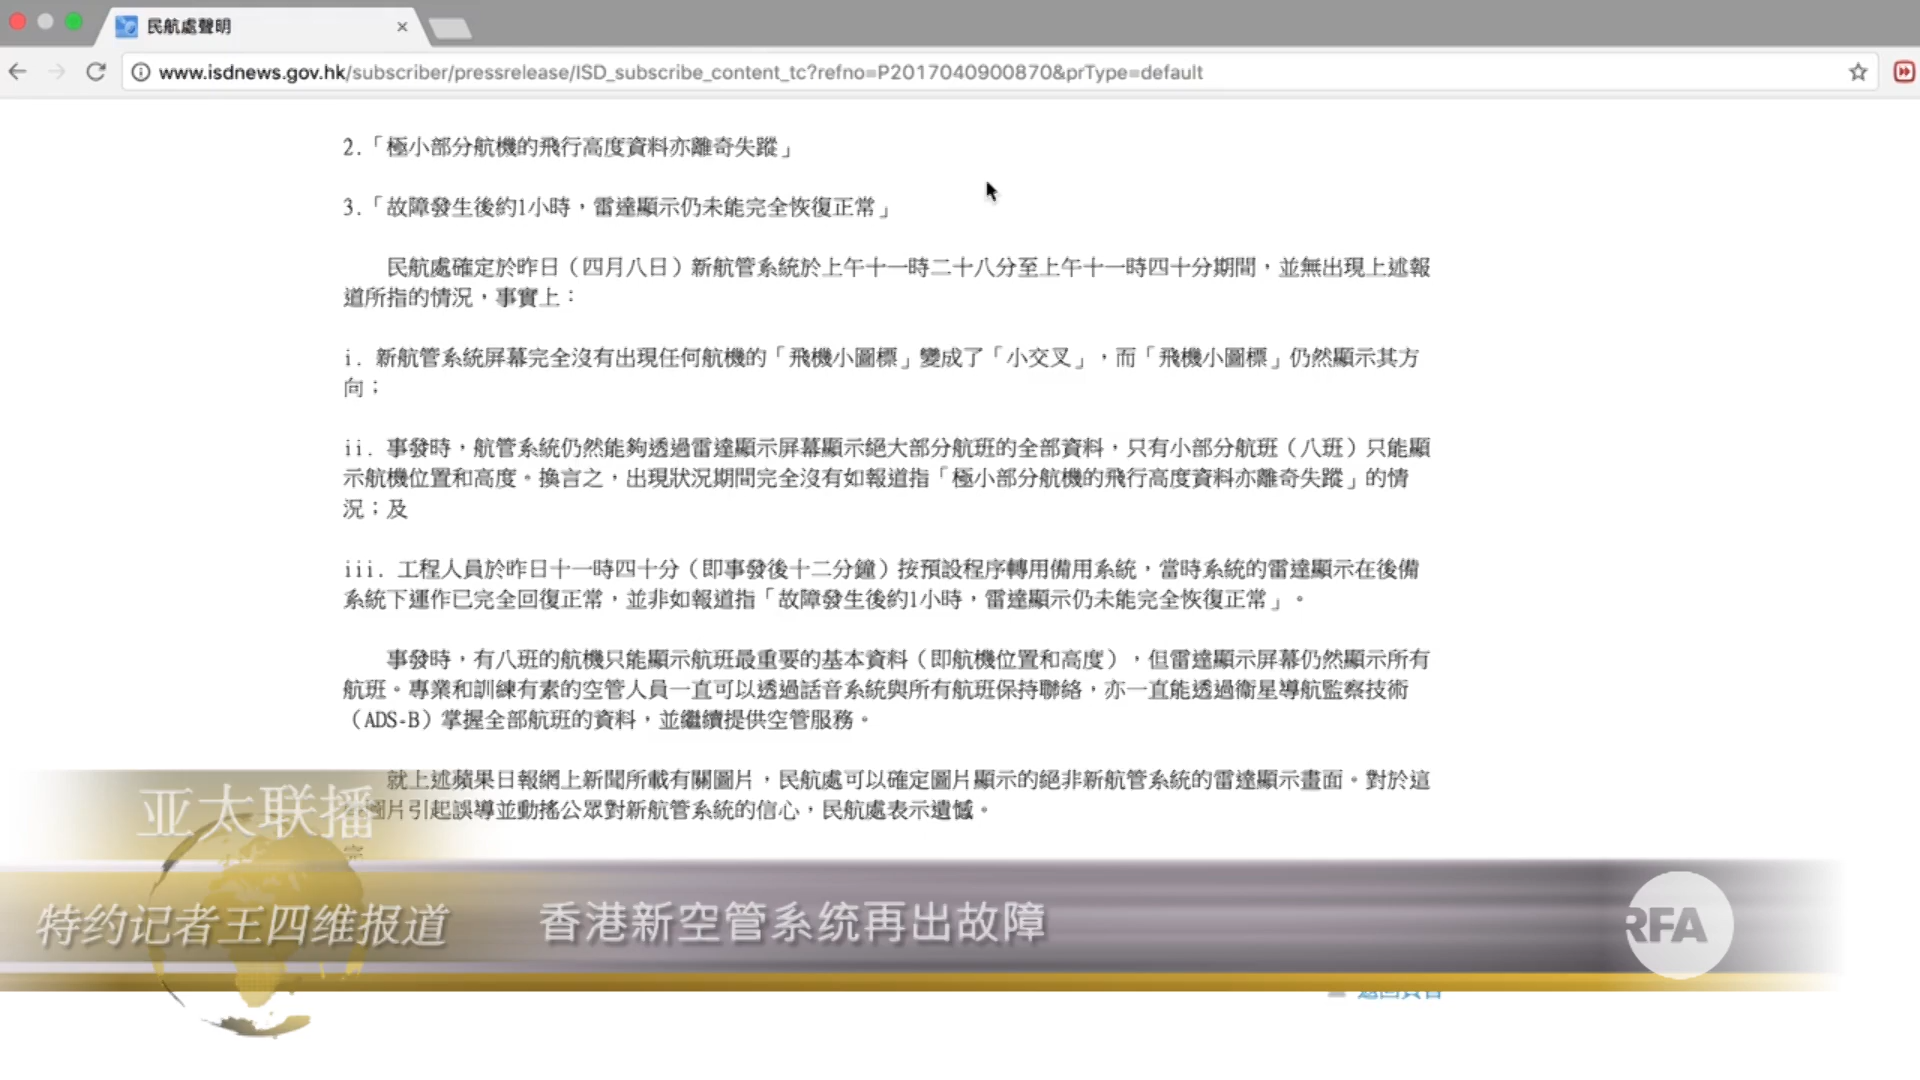 民航處聲明
www.isdnews.gov.hk/subscriber/pressrelease/ISD_subscribe_content_tc?refno=P2017040900870&prType=default
2.「極小部分航機的飛行高度資料亦離奇失蹤」
3.「故障發生後約1小時，雷達顯示仍未能完全恢復正常」
民航處確定於昨日（四月八日）新航管系統於上午十一時二十八分至上午十一時四十分期間，並無出現上述報
道所指的情況，事實上：
i. 新航管系統屏幕完全沒有出現任何航機的「飛機小圖標」變成了「小交叉」，而「飛機小圖標」仍然顯示其方
向；
ii. 事發時，航管系統仍然能夠透過雷達顯示屏幕顯示絕大部分航班的全部資料，只有小部分航班（八班）只能顯
示航機位置和高度。換言之，出現狀況期間完全沒有如報道指「極小部分航機的飛行高度資料亦離奇失蹤」的情
況；及
iii. 工程人員於昨日十一時四十分（即事發後十二分鐘）按預設程序轉用備用系統，當時系統的雷達顯示在後備
系統下運作已完全回復正常，並非如報道指「故障發生後約1小時，雷達顯示仍未能完全恢復正常」。
事發時，有八班的航機只能顯示航班最重要的基本資料（即航機位置和高度），但雷達顯示屏幕仍然顯示所有
航班。專業和訓練有素的空管人員一直可以透過話音系統與所有航班保持聯絡，亦一直能透過衞星導航監察技術
（ADS-B）掌握全部航班的資料，並繼續提供空管服務。
就上述蘋果日報網上新聞所載有關圖片，民航處可以確定圖片顯示的絕非新航管系統的雷達顯示畫面。對於這
圖片引起誤導並動搖公眾對新航管系統的信心，民航處表示遺憾。
亚太联播
特约记者王四维报道
香港新空管系统再出故障
RFA